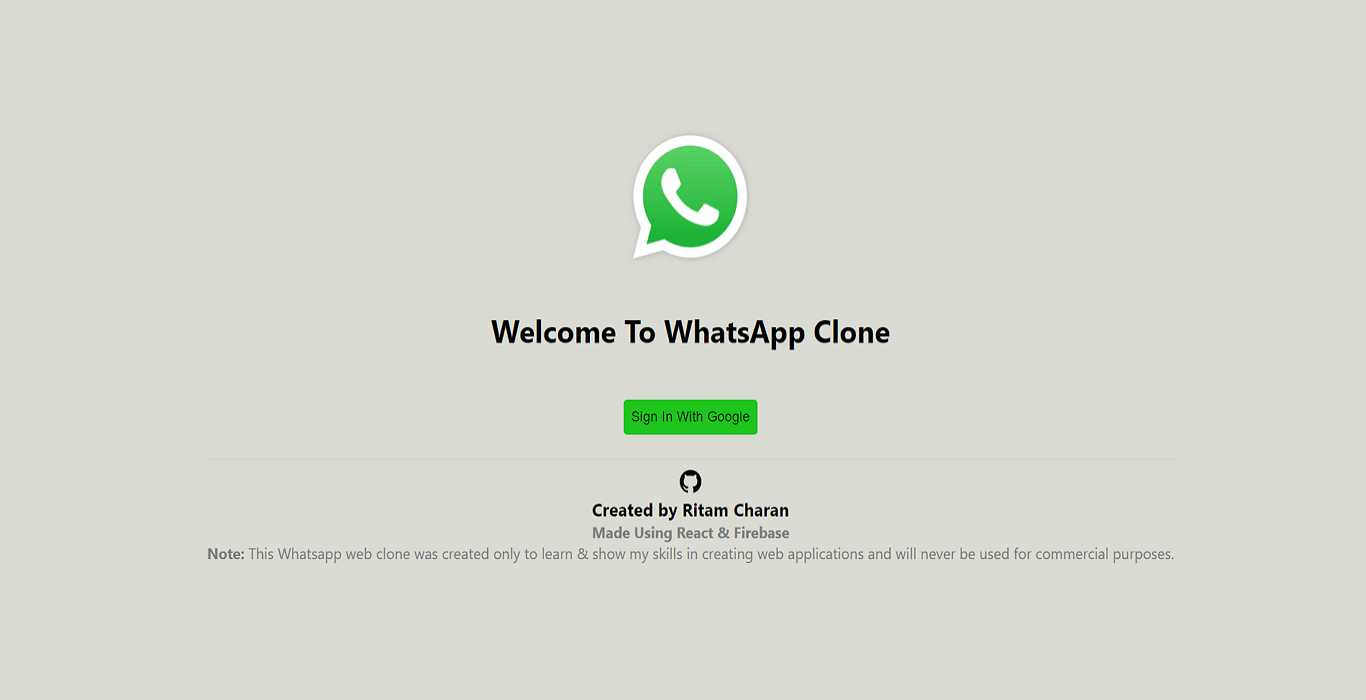 Welcome To WhatsApp Clone
Sign In With Google
Created by Ritam Charan
Made Using React & Firebase
Note: This Whatsapp web clone was created only to learn & show my skills in creating web applications and will never be used for commercial purposes.